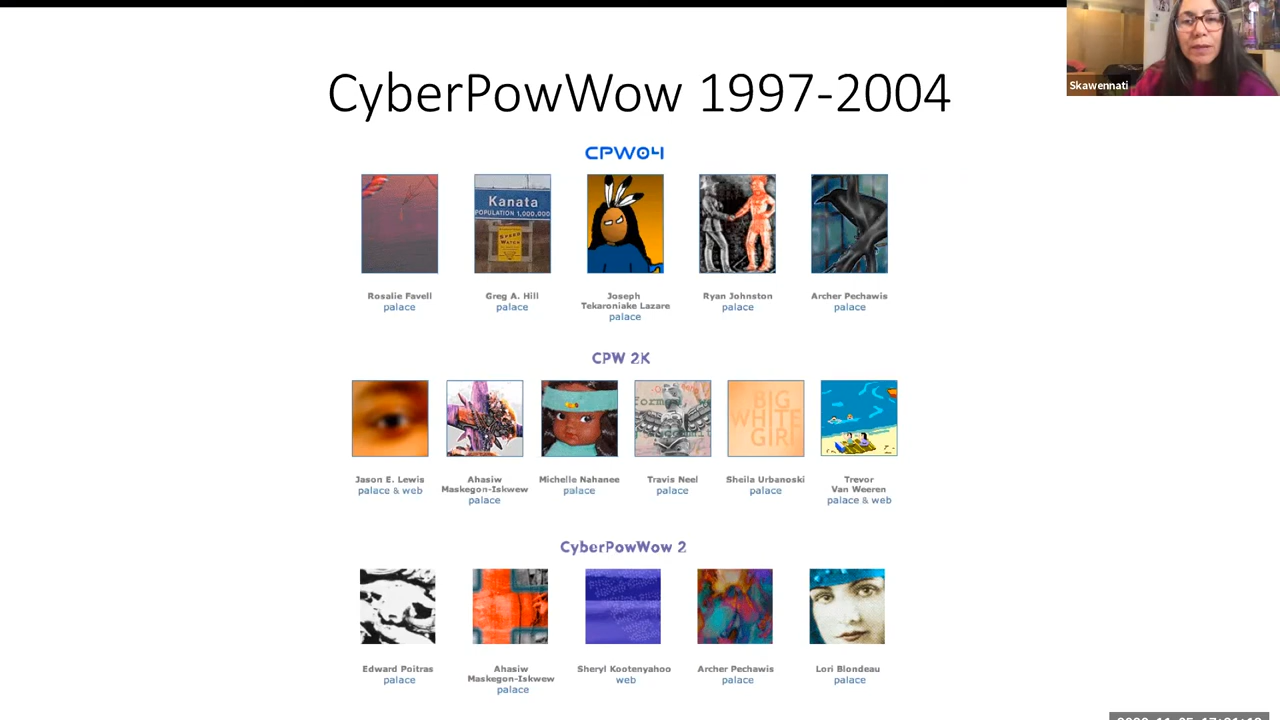 CyberPowWow 1997-2004
Skawennati
CPW04
Kanata
POPULATION 1,000,000
Rosalie Favell
palace
Greg A. Hill
palace
Joseph
Tekaroniake Lazare
palace
Ryan Johnston
palace
Archer Pechawis
palace
CPW 2K
BIG
WHITE
GIRL
Jason E. Lewis
palace & web
Ahasiw
Maskegon-Iskwew
palace
Michelle Nahanee
palace
Travis Neel
palace
Sheila Urbanoski
palace
Trevor
Van Weeren
palace & web
CyberPowWow 2
Edward Poitras
palace
Ahasiw
Maskegon-Iskwew
palace
Sheryl Kootenyahoo
web
Archer Pechawis
palace
Lori Blondeau
palace